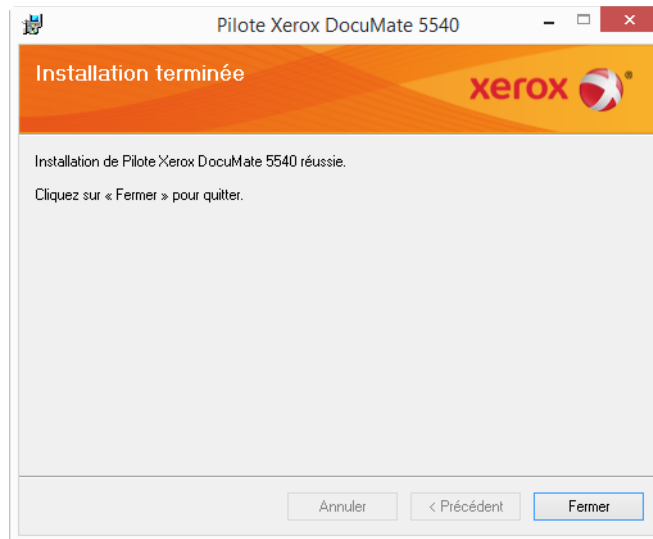 Pilote Xerox DocuMate 5540
Installation terminée
xerox ®
Installation de Pilote Xerox DocuMate 5540 réussie.
Cliquez sur « Fermer » pour quitter.
Annuler
< Précédent
Fermer